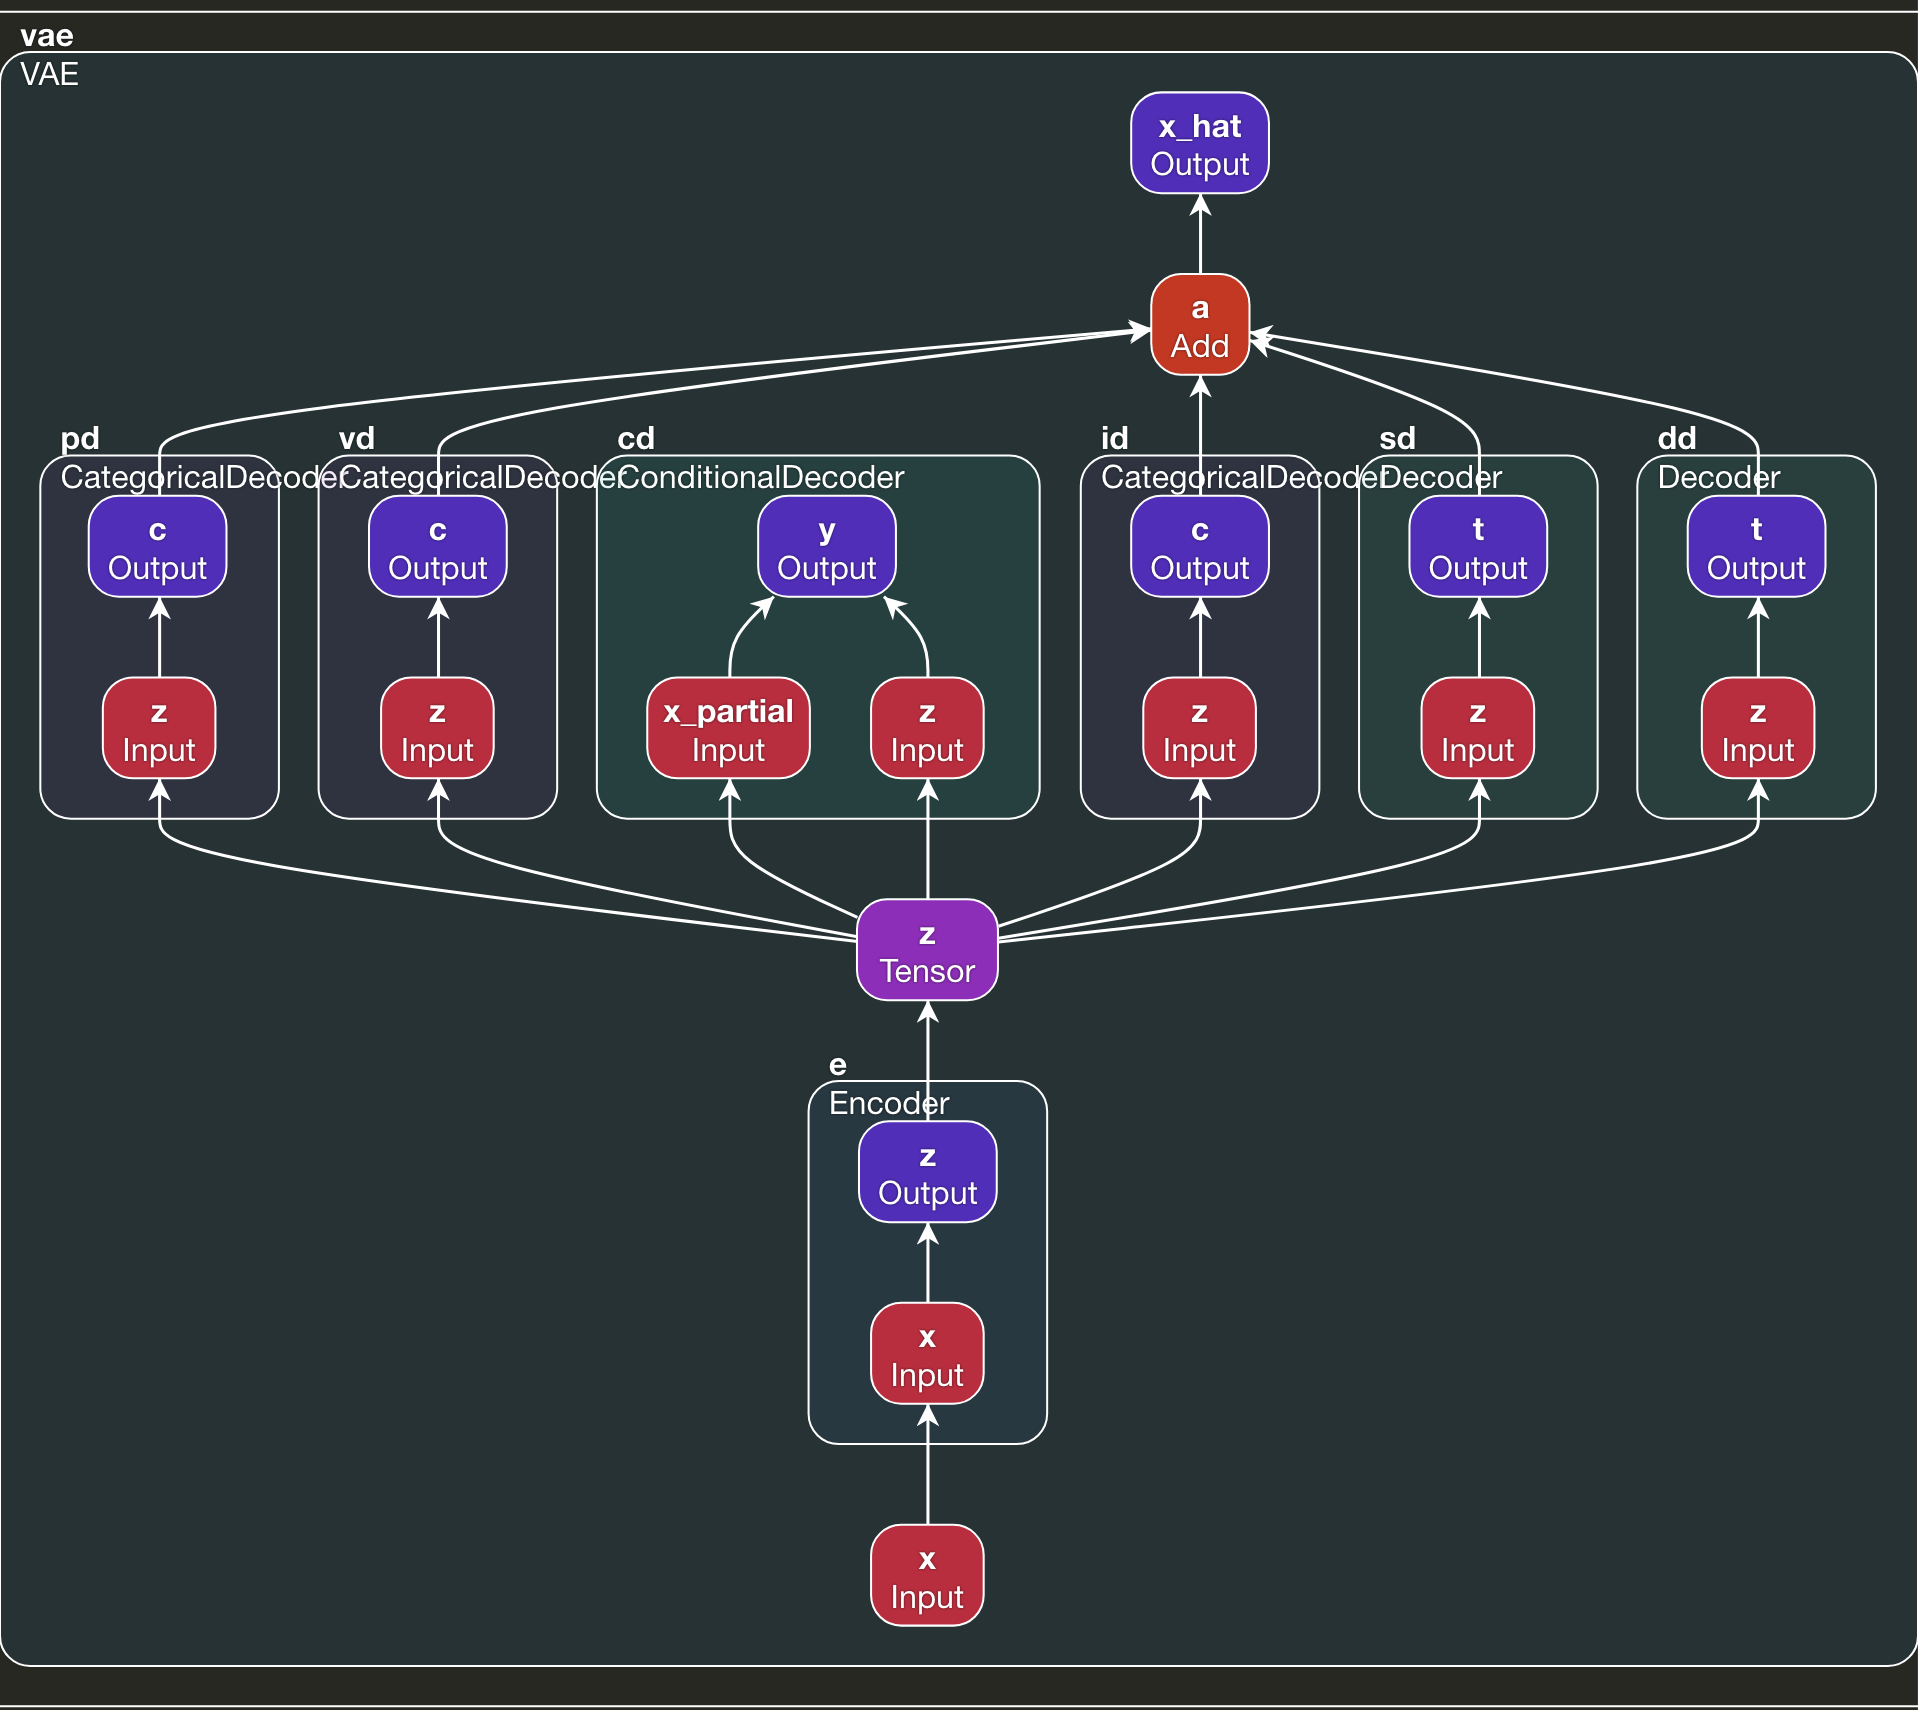 vae
VAE
x_hat
Output
a
Add
pd
CategoricalDecoder
c
Output
z
Input
vd
CategoricalDecoder
c
Output
z
Input
cd
ConditionalDecoder
y
Output
x_partial
Input
z
Input
id
CategoricalDecoder
c
Output
z
Input
sd
Decoder
t
Output
z
Input
dd
Decoder
t
Output
z
Input
z
Tensor
e
Encoder
z
Output
x
Input
x
Input